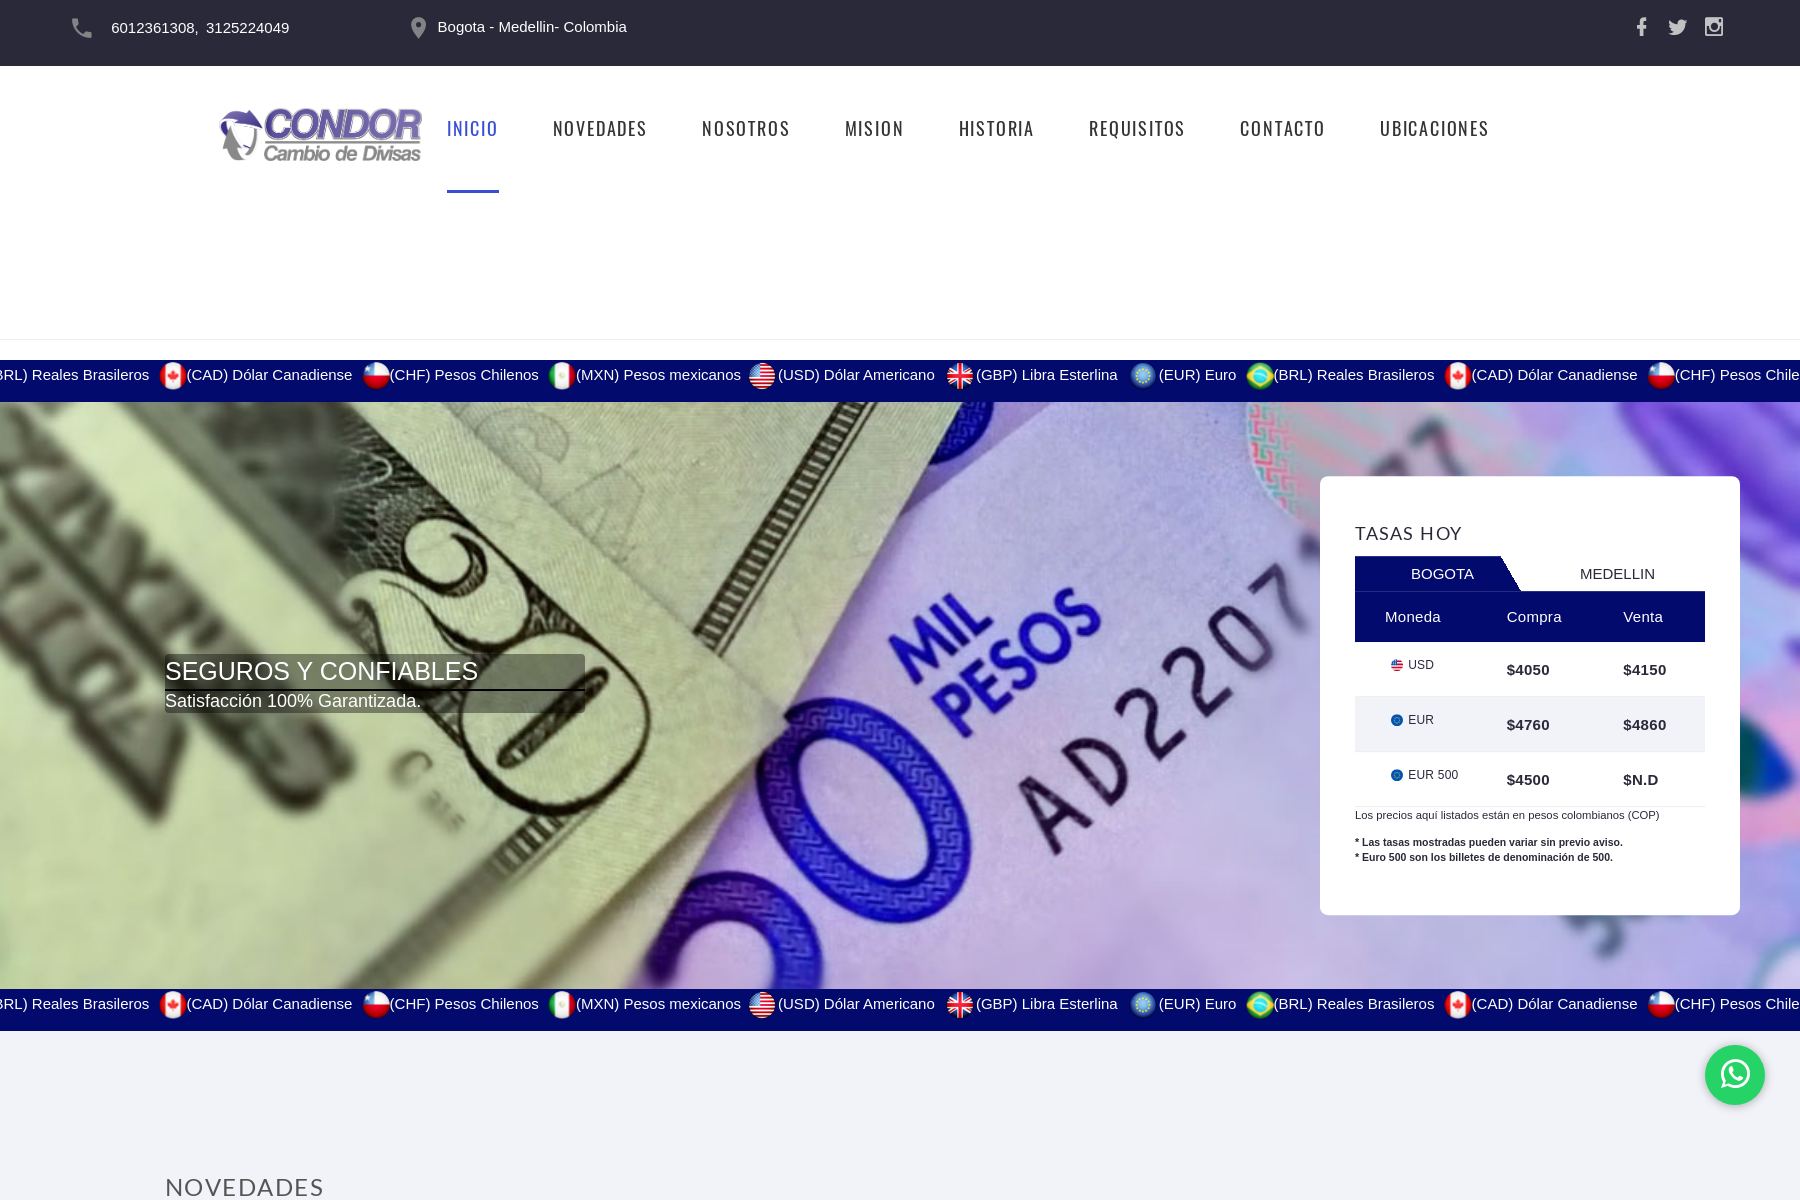 6012361308, 3125224049
Bogota - Medellin- Colombia
CONDOR
Cambio de Divisas
INICIO
NOVEDADES
NOSOTROS
MISION
HISTORIA
REQUISITOS
CONTACTO
UBICACIONES
BRL) Reales Brasileros (CAD) Dólar Canadiense (CHF) Pesos Chilenos (MXN) Pesos mexicanos (USD) Dólar Americano (GBP) Libra Esterlina (EUR) Euro (BRL) Reales Brasileros (CAD) Dólar Canadiense (CHF) Pesos Chile
20
MIL
PESOS
AD2207
SEGUROS Y CONFIABLES
Satisfacción 100% Garantizada.
TASAS HOY
BOGOTA MEDELLIN
Moneda Compra Venta
USD $4050 $4150
EUR $4760 $4860
EUR 500 $4500 $N.D
Los precios aquí listados están en pesos colombianos (COP)
* Las tasas mostradas pueden variar sin previo aviso.
* Euro 500 son los billetes de denominación de 500.
BRL) Reales Brasileros (CAD) Dólar Canadiense (CHF) Pesos Chilenos (MXN) Pesos mexicanos (USD) Dólar Americano (GBP) Libra Esterlina (EUR) Euro (BRL) Reales Brasileros (CAD) Dólar Canadiense (CHF) Pesos Chile
NOVEDADES